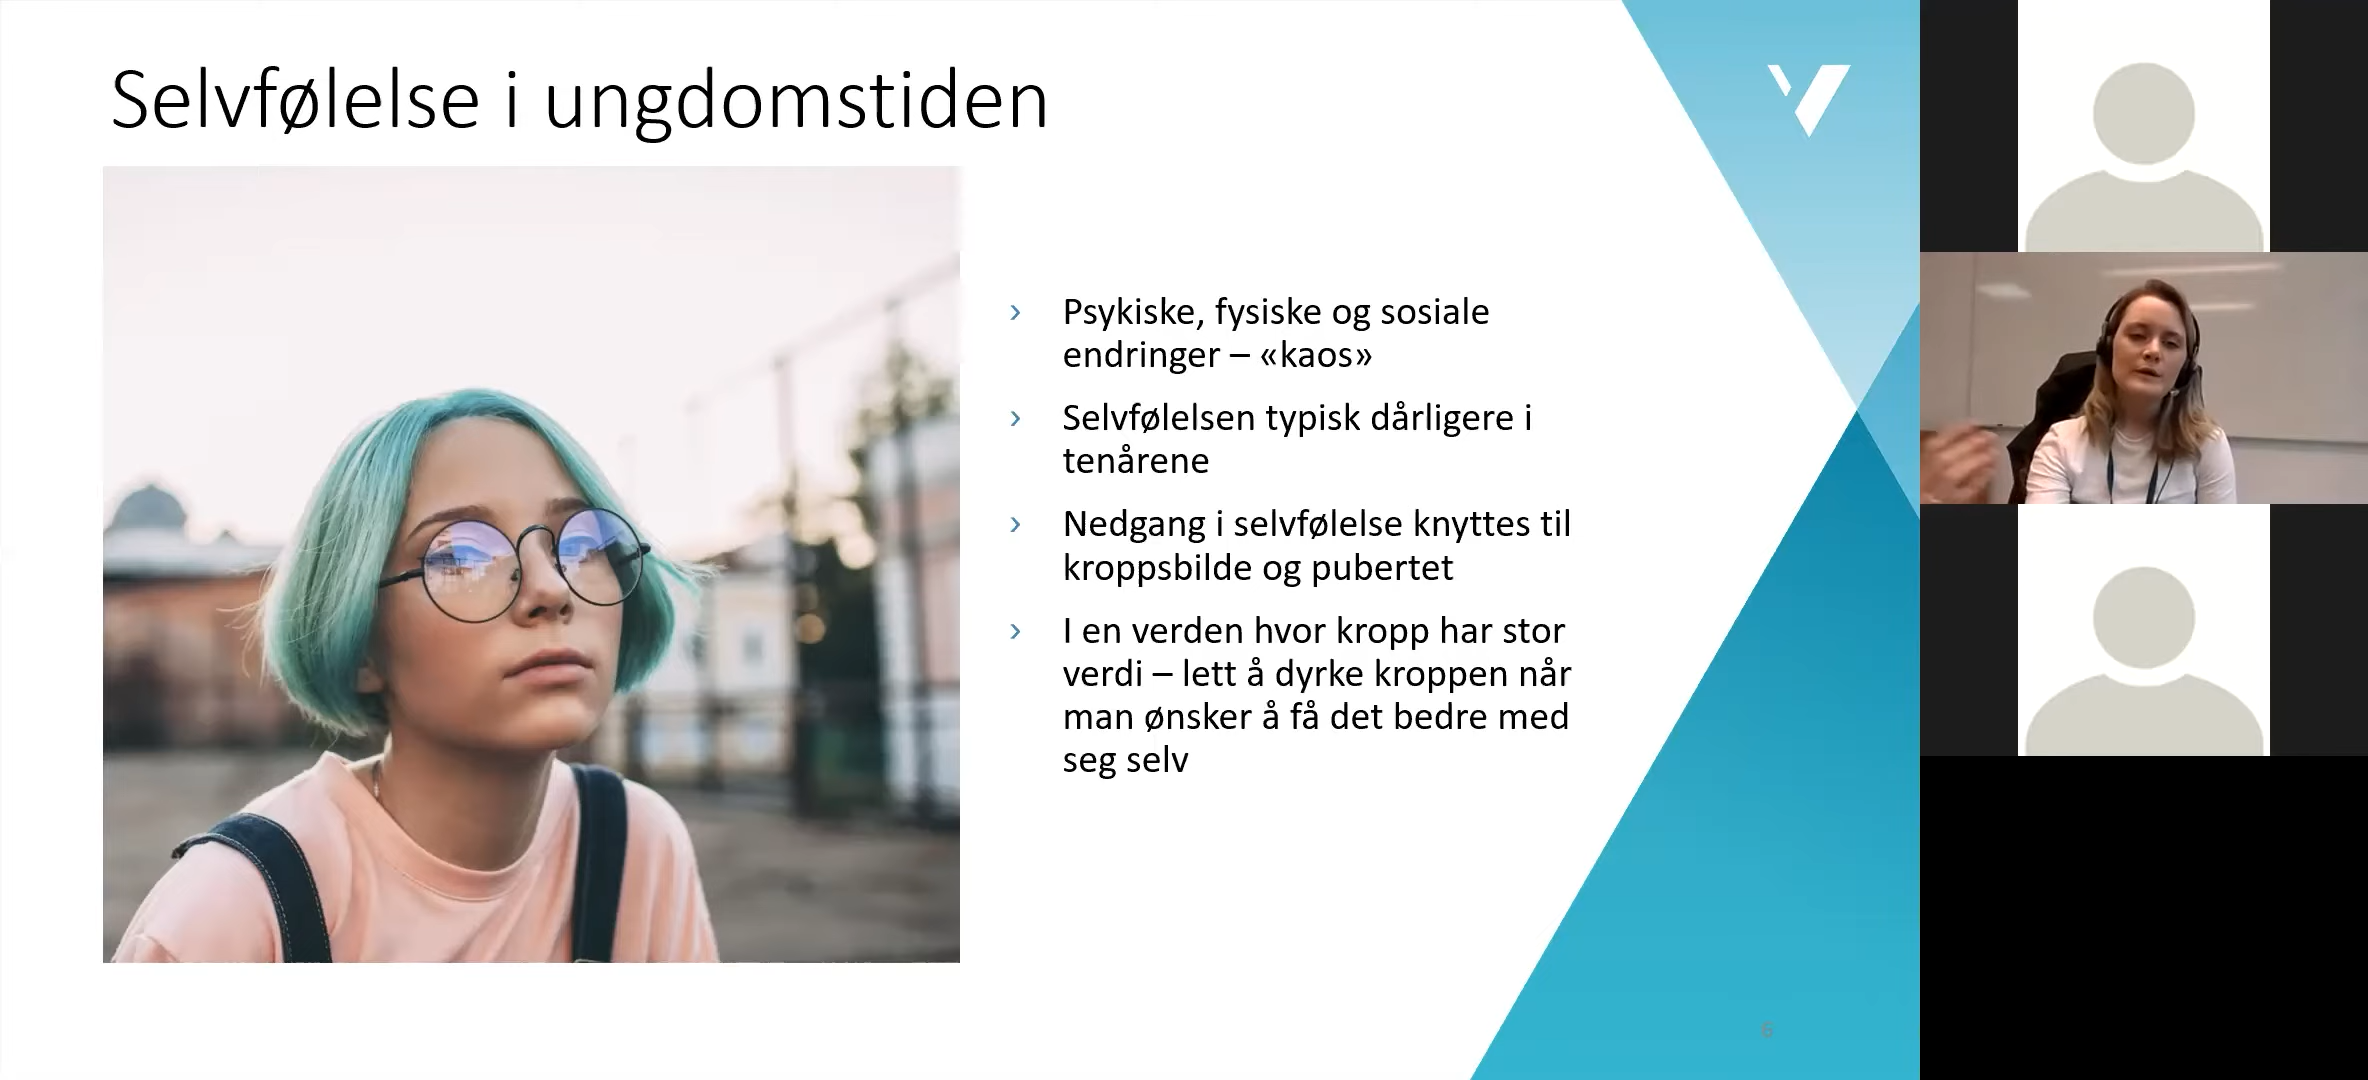 Selvfølelse i ungdomstiden
› Psykiske, fysiske og sosiale
endringer – «kaos»
› Selvfølelsen typisk dårligere i
tenårene
› Nedgang i selvfølelse knyttes til
kroppsbilde og pubertet
› I en verden hvor kropp har stor
verdi – lett å dyrke kroppen når
man ønsker å få det bedre med
seg selv
6